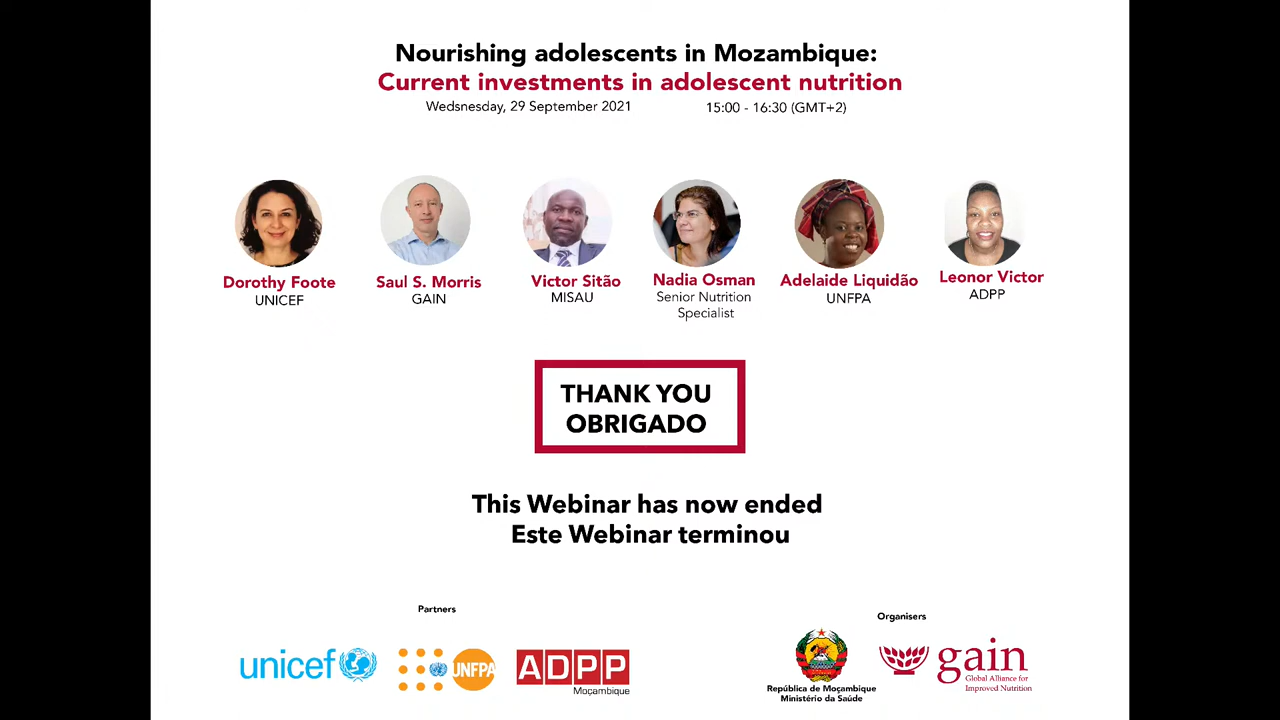 Nourishing adolescents in Mozambique:
Current investments in adolescent nutrition
Wedsnesday, 29 September 2021
15:00 - 16:30 (GMT+2)
Dorothy Foote
UNICEF
Saul S. Morris
GAIN
Victor Sitão
MISAU
Nadia Osman
Senior Nutrition
Specialist
Adelaide Liquidão
UNFPA
Leonor Victor
ADPP
THANK YOU
OBRIGADO
This Webinar has now ended
Este Webinar terminou
Partners
unicef
UNFPA
ADPP
Moçambique
Organisers
República de Moçambique
Ministério da Saúde
gain
Global Alliance for
Improved Nutrition